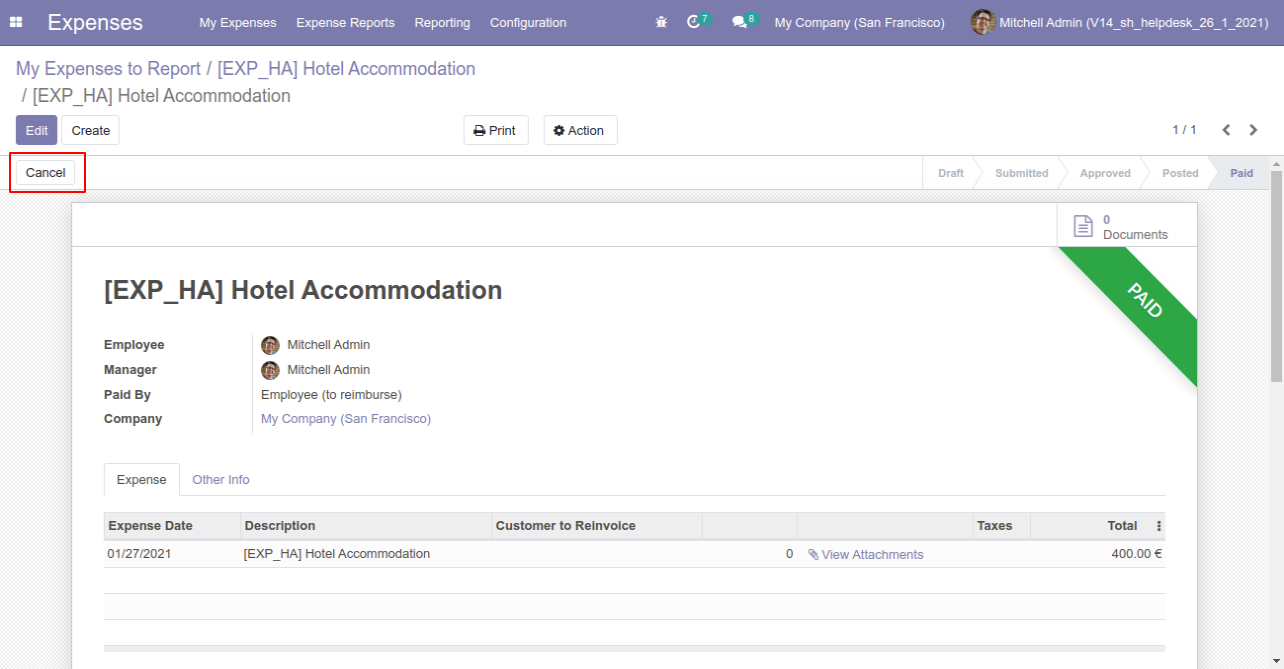 Expenses My Expenses Expense Reports Reporting Configuration 7 8 My Company (San Francisco) Mitchell Admin (V14_sh_helpdesk_26_1_2021)
My Expenses to Report / [EXP_HA] Hotel Accommodation
/ [EXP_HA] Hotel Accommodation
Edit Create Print Action 1 / 1
Cancel Draft Submitted Approved Posted Paid
0
Documents
PAID
[EXP_HA] Hotel Accommodation
Employee Mitchell Admin
Manager Mitchell Admin
Paid By Employee (to reimburse)
Company My Company (San Francisco)
Expense Other Info
Expense Date Description Customer to Reinvoice Taxes Total
01/27/2021 [EXP_HA] Hotel Accommodation 0 View Attachments 400.00 €